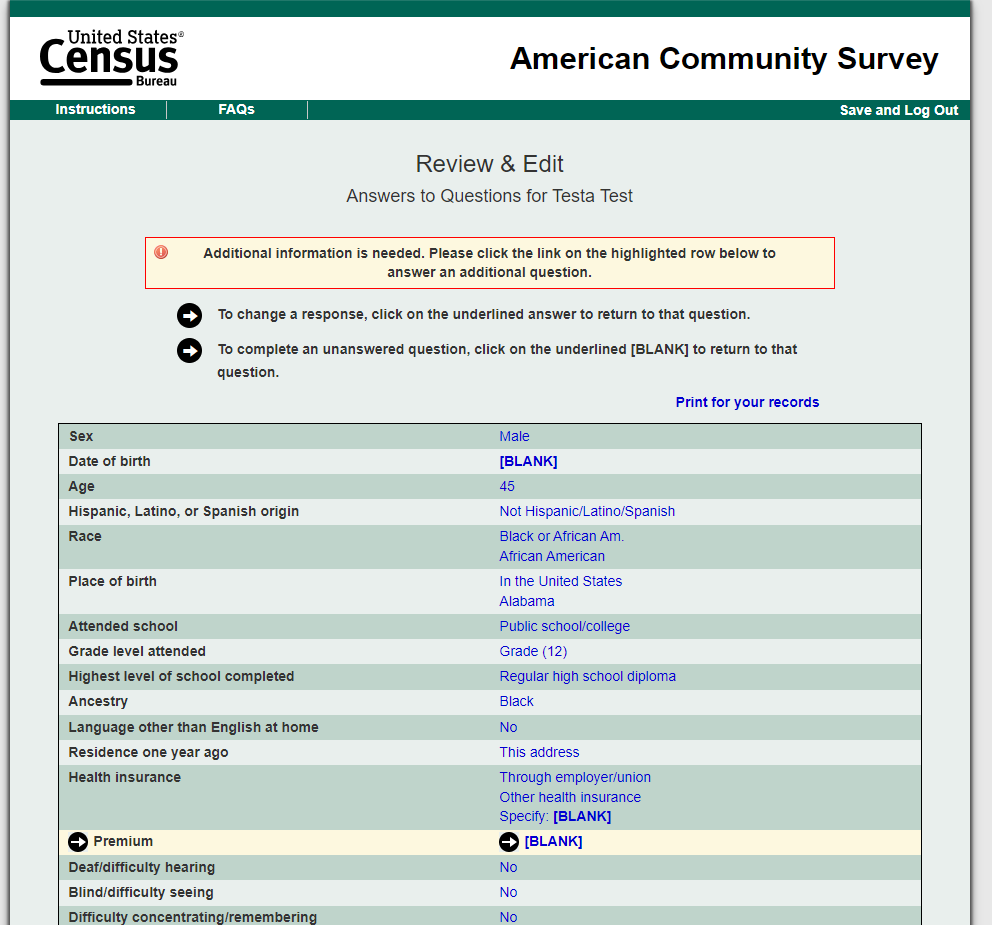 United States®
Census
Bureau
American Community Survey
Instructions
FAQs
Save and Log Out
Review & Edit
Answers to Questions for Testa Test
Additional information is needed. Please click the link on the highlighted row below to
answer an additional question.
To change a response, click on the underlined answer to return to that question.
To complete an unanswered question, click on the underlined [BLANK] to return to that
question.
Print for your records
Sex Male
Date of birth [BLANK]
Age 45
Hispanic, Latino, or Spanish origin Not Hispanic/Latino/Spanish
Race Black or African Am.
African American
Place of birth In the United States
Alabama
Attended school Public school/college
Grade level attended Grade (12)
Highest level of school completed Regular high school diploma
Ancestry Black
Language other than English at home No
Residence one year ago This address
Health insurance Through employer/union
Other health insurance
Specify: [BLANK]
Premium [BLANK]
Deaf/difficulty hearing No
Blind/difficulty seeing No
Difficulty concentrating/remembering No